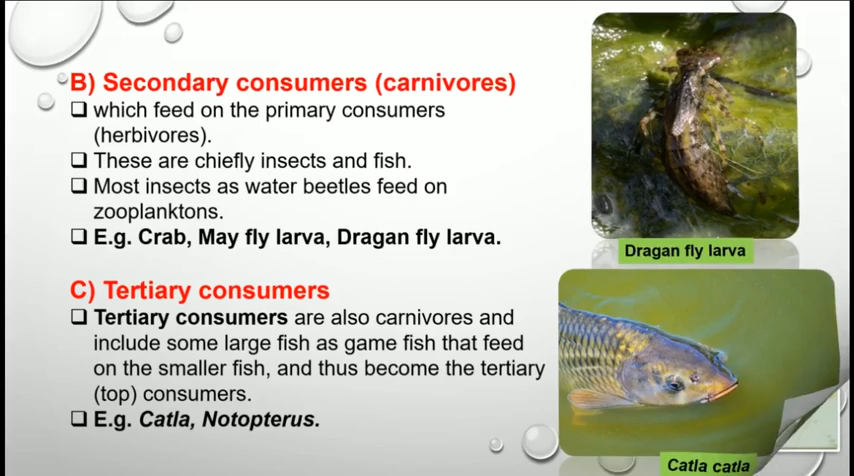 B) Secondary consumers (carnivores)
❑ which feed on the primary consumers
(herbivores).
❑ These are chiefly insects and fish.
❑ Most insects as water beetles feed on
zooplanktons.
❑ E.g. Crab, May fly larva, Dragan fly larva.
Dragan fly larva
C) Tertiary consumers
❑ Tertiary consumers are also carnivores and
include some large fish as game fish that feed
on the smaller fish, and thus become the tertiary
(top) consumers.
❑ E.g. Catla, Notopterus.
Catla catla